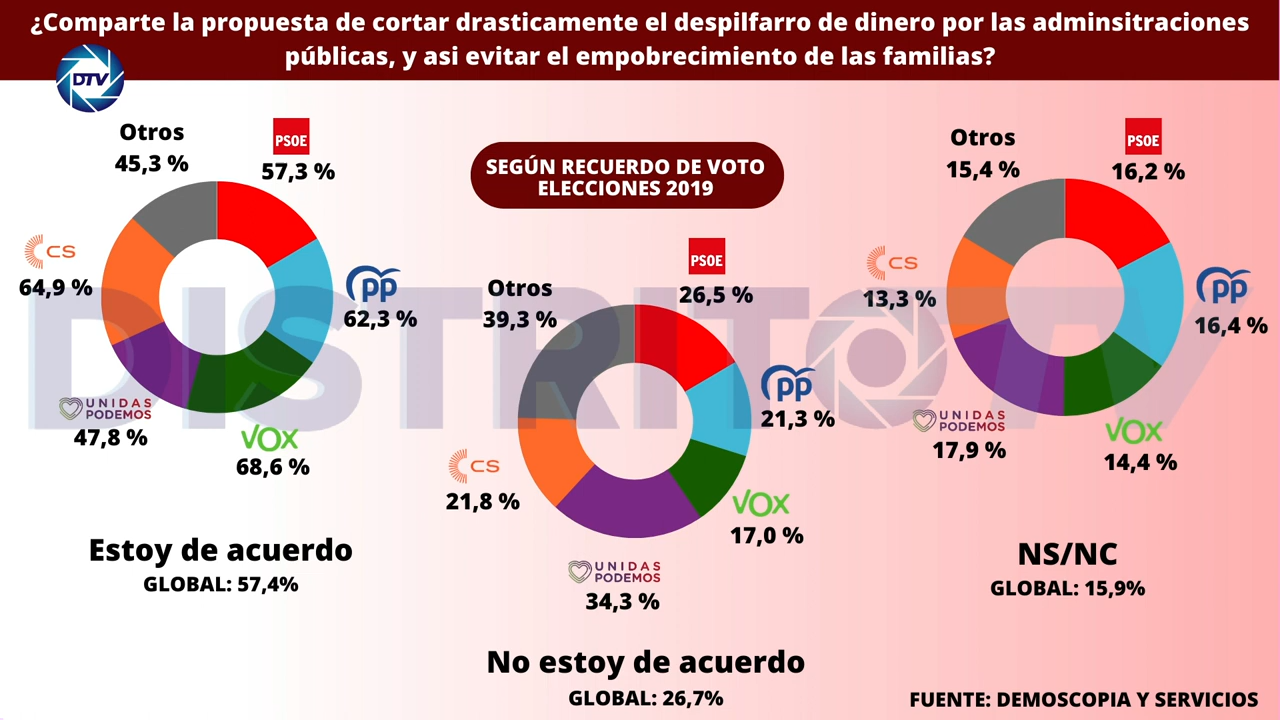 ¿Comparte la propuesta de cortar drasticamente el despilfarro de dinero por las adminsitraciones
públicas, y asi evitar el empobrecimiento de las familias?
DTV
SEGÚN RECUERDO DE VOTO
ELECCIONES 2019
Otros
45,3 %
PSOE
57,3 %
CS
64,9 %
pp
62,3 %
UNIDAS
PODEMOS
47,8 %
VOX
68,6 %
Estoy de acuerdo
GLOBAL: 57,4%
Otros
39,3 %
PSOE
26,5 %
pp
21,3 %
CS
21,8 %
VOX
17,0 %
UNIDAS
PODEMOS
34,3 %
No estoy de acuerdo
GLOBAL: 26,7%
Otros
15,4 %
PSOE
16,2 %
CS
13,3 %
pp
16,4 %
UNIDAS
PODEMOS
17,9 %
VOX
14,4 %
NS/NC
GLOBAL: 15,9%
DISTRITO TV
FUENTE: DEMOSCOPIA Y SERVICIOS